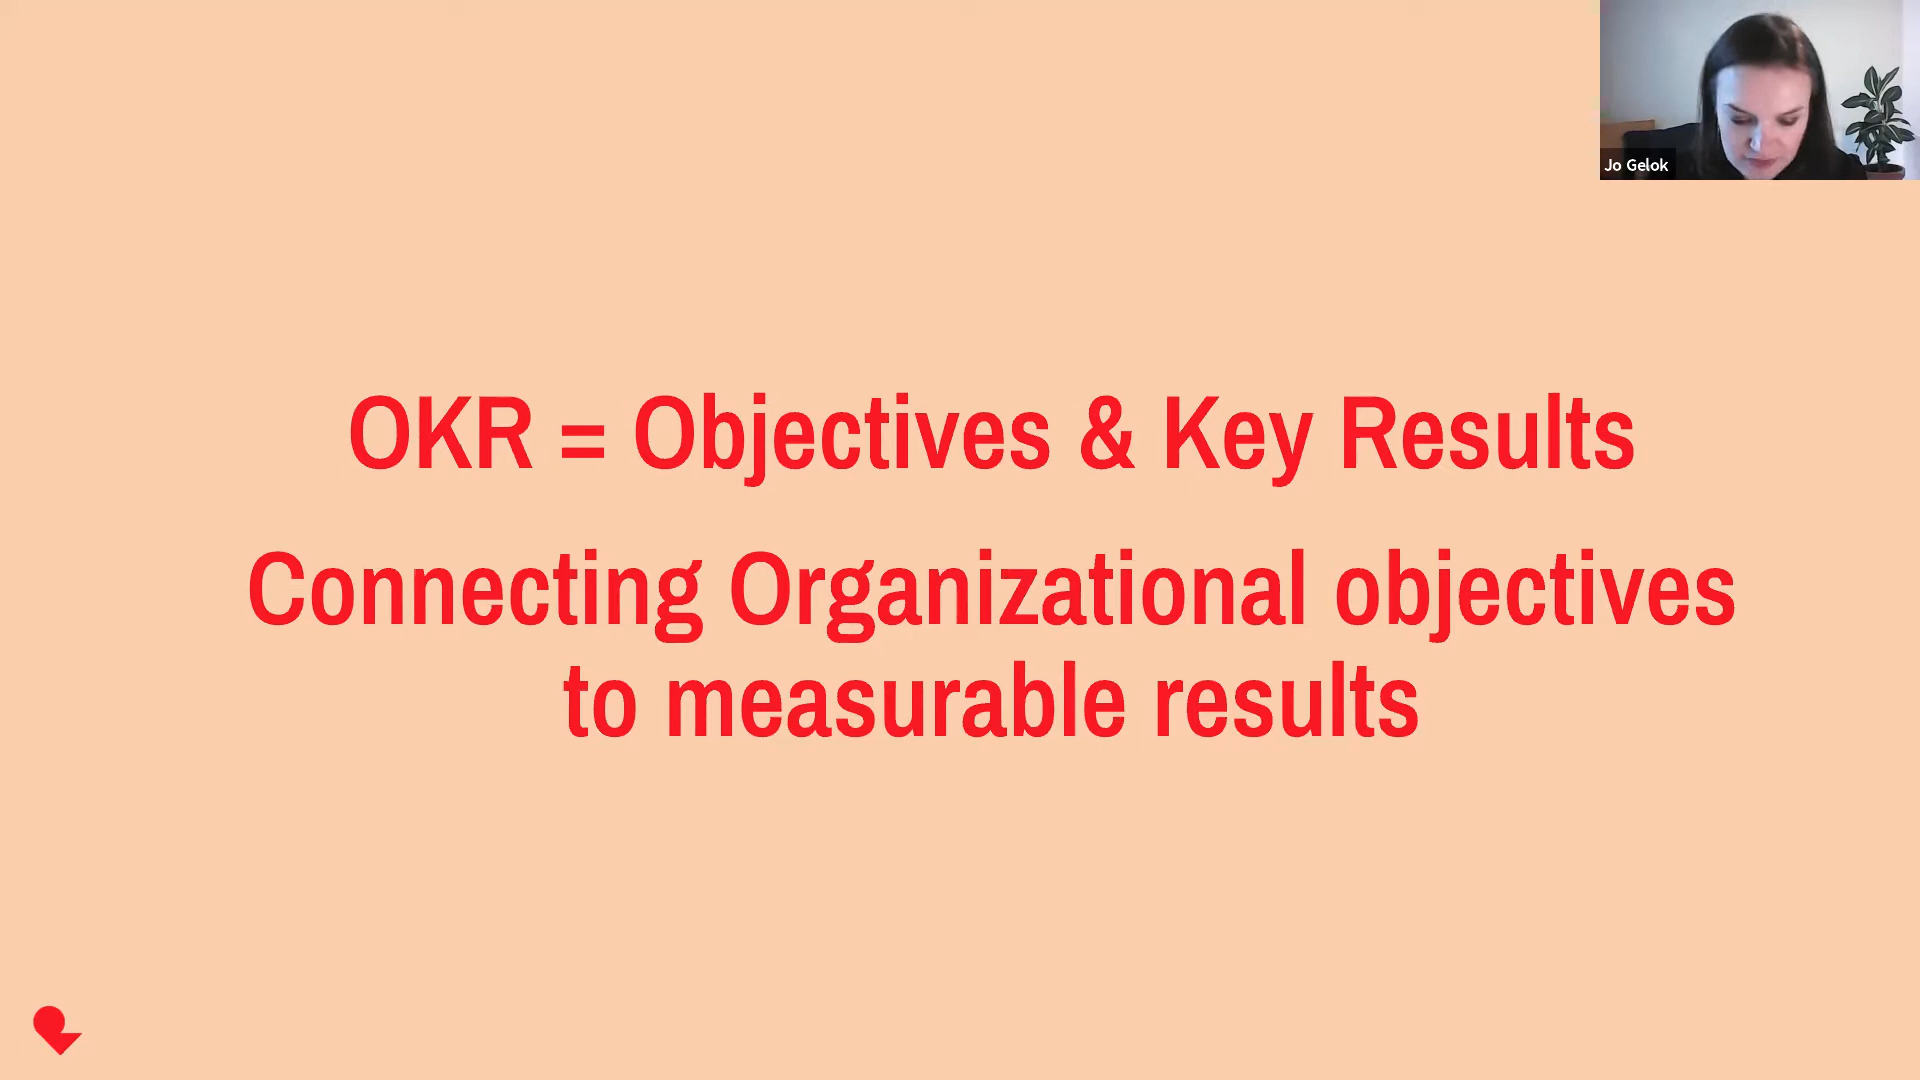 Jo Gelok
OKR = Objectives & Key Results
Connecting Organizational objectives
to measurable results